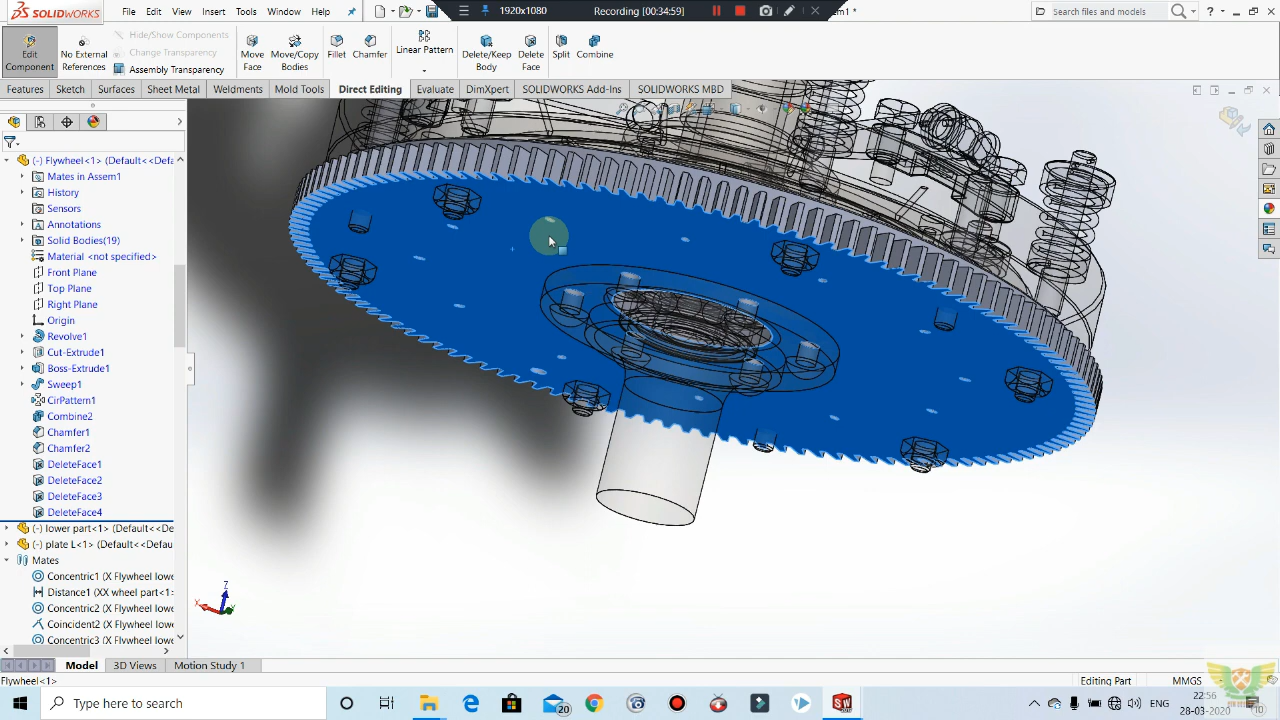 SOLIDWORKS
File Edit View Insert Tools Window Help
1920x1080
Recording [00:34:59]
Search files and models
Edit Component
No External References
Hide/Show Components
Change Transparency
Assembly Transparency
Move Face
Move/Copy Bodies
Fillet
Chamfer
Linear Pattern
Delete/Keep Body
Delete Face
Split
Combine
Features Sketch Surfaces Sheet Metal Weldments Mold Tools Direct Editing Evaluate DimXpert SOLIDWORKS Add-Ins SOLIDWORKS MBD
(-) Flywheel<1> (Default<<Defa
Mates in Assem1
History
Sensors
Annotations
Solid Bodies(19)
Material <not specified>
Front Plane
Top Plane
Right Plane
Origin
Revolve1
Cut-Extrude1
Boss-Extrude1
Sweep1
CirPattern1
Combine2
Chamfer1
Chamfer2
DeleteFace1
DeleteFace2
DeleteFace3
DeleteFace4
(-) lower part<1> (Default<<De
(-) plate L<1> (Default<<Defau
Mates
Concentric1 (X Flywheel lowe
Distance1 (XX wheel part<1>
Concentric2 (X Flywheel lowe
Coincident2 (X Flywheel lowe
Concentric3 (X Flywheel lowe
Z
Model 3D Views Motion Study 1
Flywheel<1>
Editing Part
MMGS
Type here to search
20
ENG
22:56
28-03-2020
10